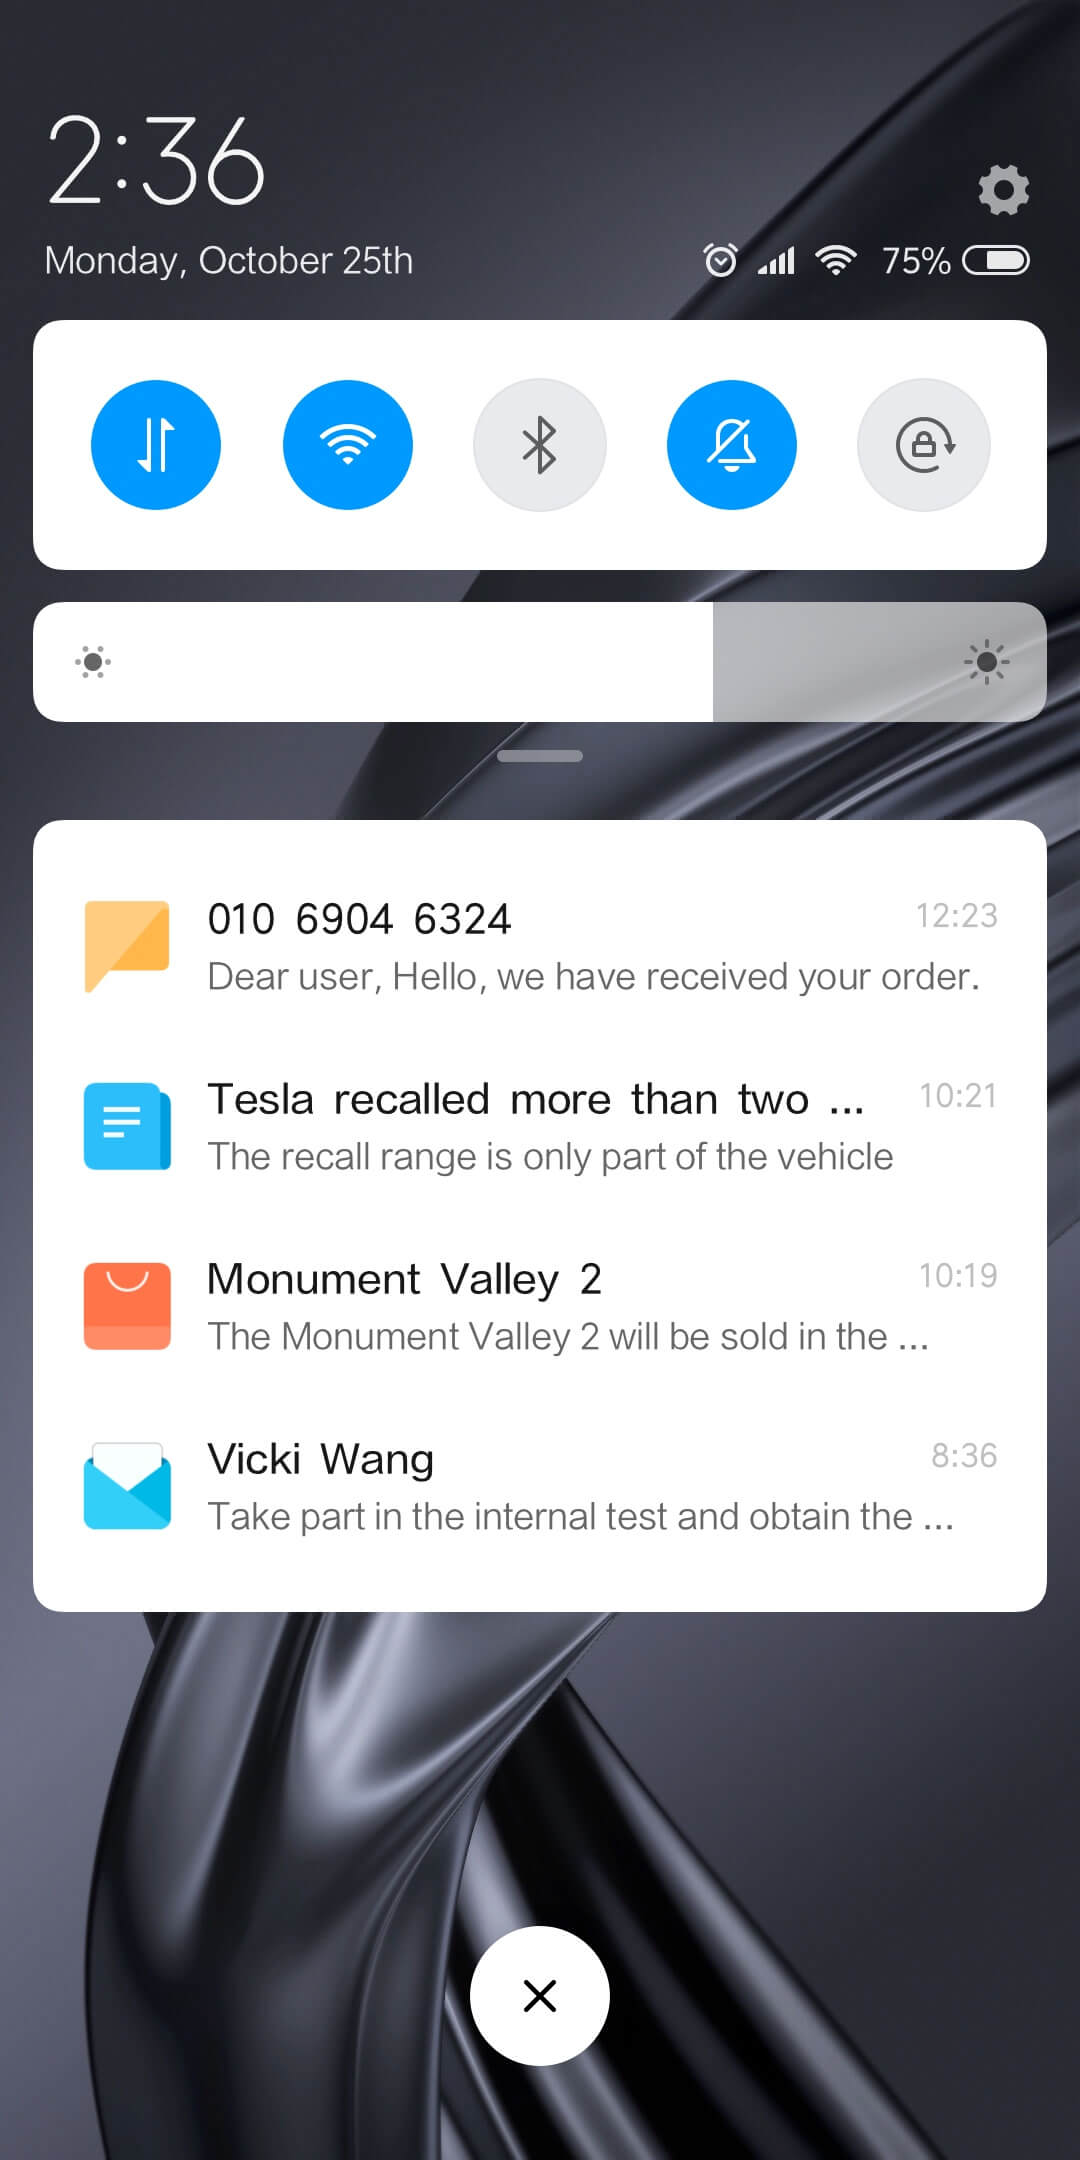 2:36
Monday, October 25th
75%
010 6904 6324
12:23
Dear user, Hello, we have received your order.
Tesla recalled more than two ...
10:21
The recall range is only part of the vehicle
Monument Valley 2
10:19
The Monument Valley 2 will be sold in the ...
Vicki Wang
8:36
Take part in the internal test and obtain the ...